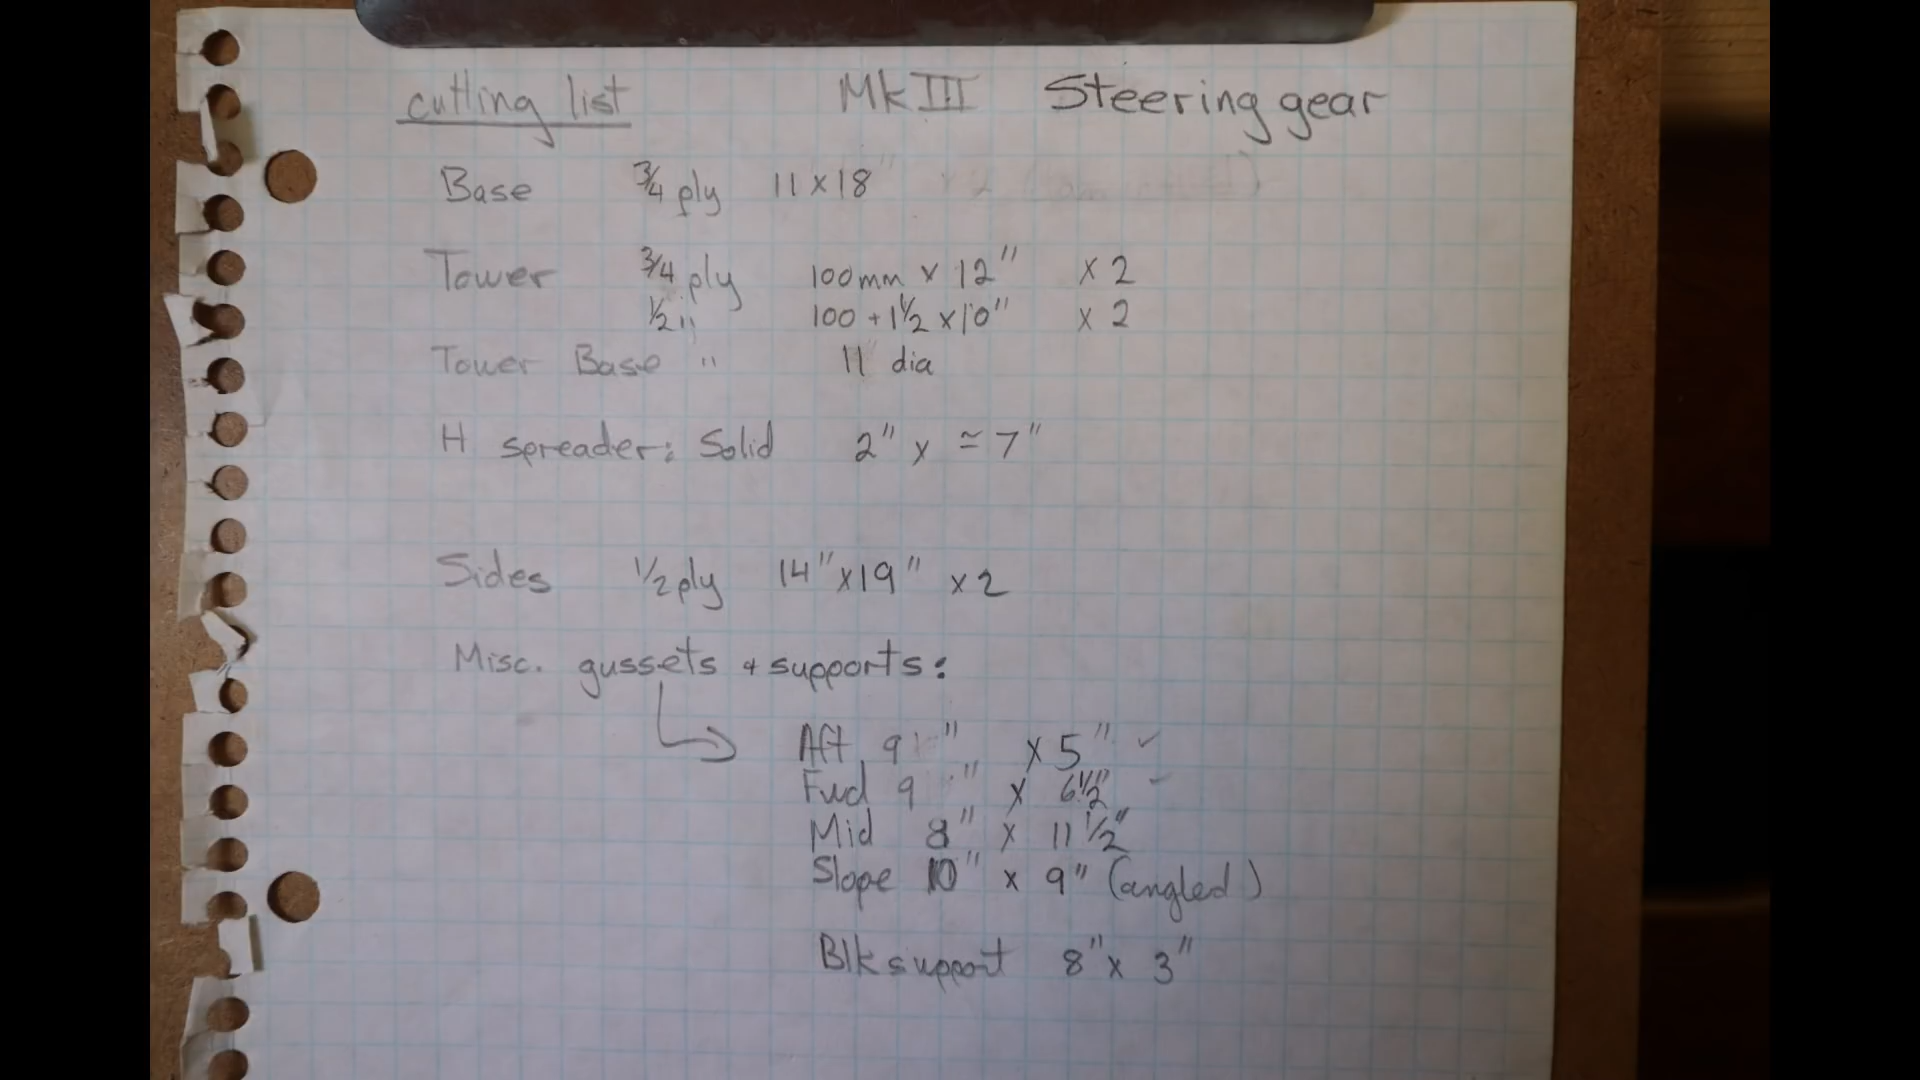 cutting list MkIII Steering gear
Base 3/4 ply 11 x 18"
Tower 3/4 ply 100mm x 12" x 2
1/2 " 100 + 1 1/2 x 10" x 2
Tower Base " 11 dia
H spreader: Solid 2" x ≃ 7"
Sides 1/2 ply 14" x 19" x 2
Misc. gussets + supports:
Aft 9" x 5" ✓
Fwd 9" x 6 1/2" ✓
Mid 8" x 11 1/2"
Slope 10" x 9" (angled)
Blk support 8" x 3"